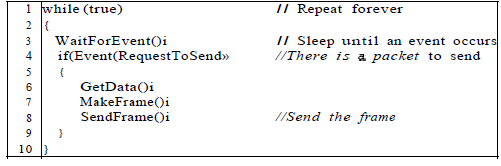 1 while (true) // Repeat forever
2 {
3 WaitForEvent()i // Sleep until an event occurs
4 if(Event(RequestToSend» //There is a packet to send
5 {
6 GetData()i
7 MakeFrame()i
8 SendFrame()i //Send the frame
9 }
10 }